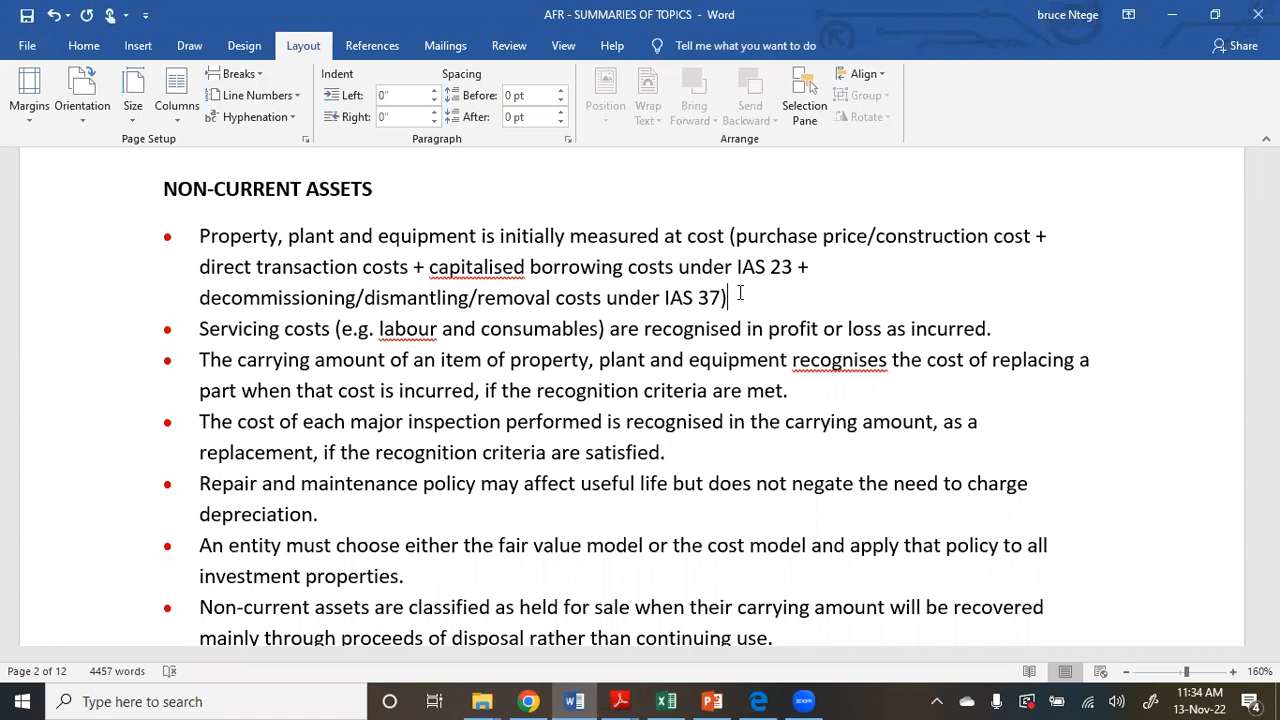 AFR - SUMMARIES OF TOPICS - Word
bruce Ntege
File Home Insert Draw Design Layout References Mailings Review View Help Tell me what you want to do Share
Margins
Orientation
Size
Columns
Breaks
Line Numbers
Hyphenation
Page Setup
Indent
Left: 0"
Right: 0"
Spacing
Before: 0 pt
After: 0 pt
Paragraph
Position
Wrap
Text
Bring
Forward
Send
Backward
Selection
Pane
Align
Group
Rotate
Arrange
NON-CURRENT ASSETS
• Property, plant and equipment is initially measured at cost (purchase price/construction cost +
direct transaction costs + capitalised borrowing costs under IAS 23 +
decommissioning/dismantling/removal costs under IAS 37)
• Servicing costs (e.g. labour and consumables) are recognised in profit or loss as incurred.
• The carrying amount of an item of property, plant and equipment recognises the cost of replacing a
part when that cost is incurred, if the recognition criteria are met.
• The cost of each major inspection performed is recognised in the carrying amount, as a
replacement, if the recognition criteria are satisfied.
• Repair and maintenance policy may affect useful life but does not negate the need to charge
depreciation.
• An entity must choose either the fair value model or the cost model and apply that policy to all
investment properties.
• Non-current assets are classified as held for sale when their carrying amount will be recovered
mainly through proceeds of disposal rather than continuing use.
Page 2 of 12 4457 words 160%
Type here to search
zoom
11:34 AM
13-Nov-22
4